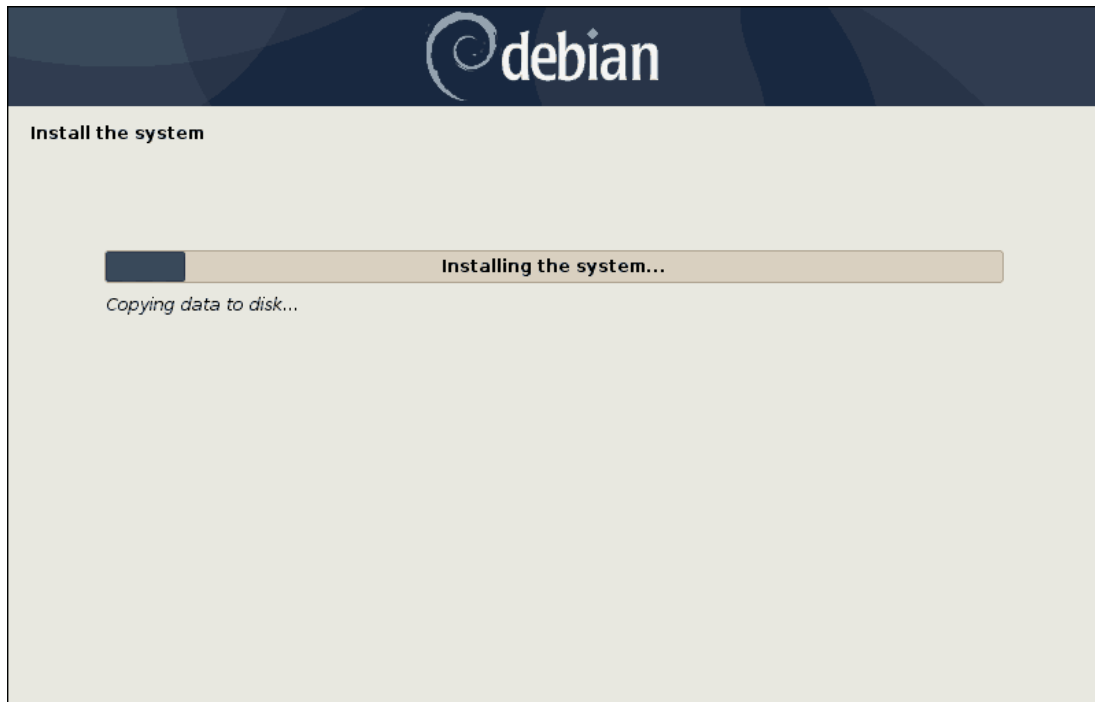 debian
Install the system
Installing the system...
Copying data to disk...